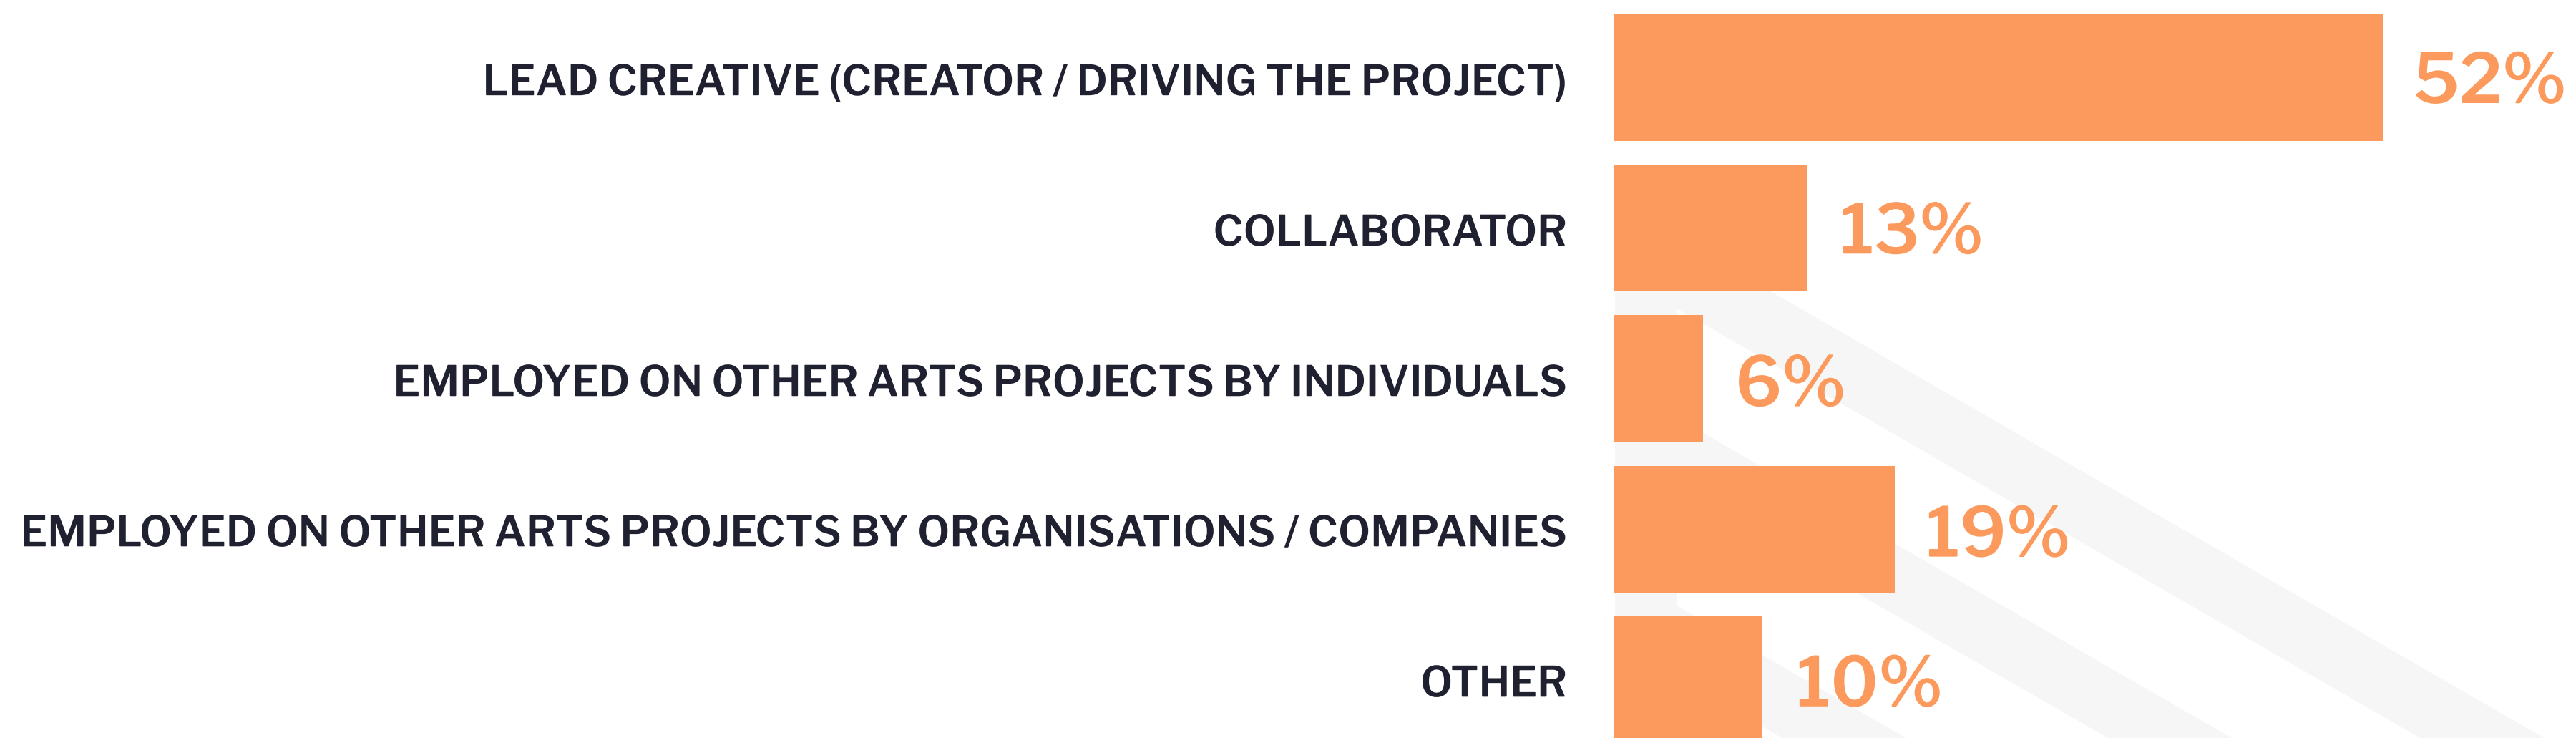 LEAD CREATIVE (CREATOR / DRIVING THE PROJECT) 52%
COLLABORATOR 13%
EMPLOYED ON OTHER ARTS PROJECTS BY INDIVIDUALS 6%
EMPLOYED ON OTHER ARTS PROJECTS BY ORGANISATIONS / COMPANIES 19%
OTHER 10%